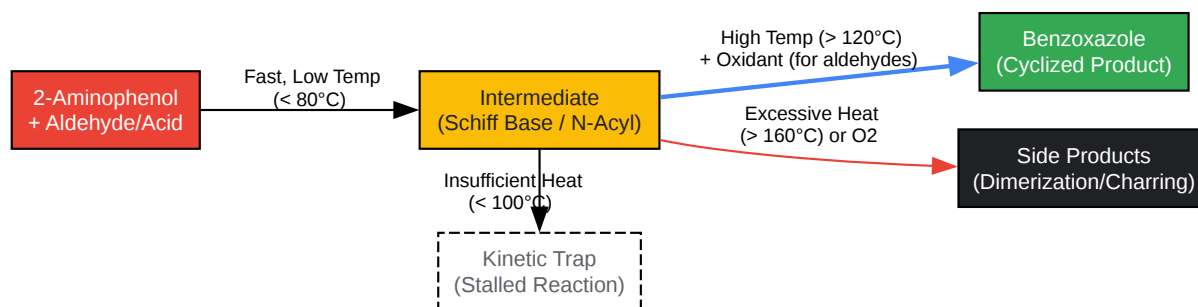 2-Aminophenol
+ Aldehyde/Acid
Fast, Low Temp
(< 80°C)
Intermediate
(Schiff Base / N-Acyl)
High Temp (> 120°C)
+ Oxidant (for aldehydes)
Benzoxazole
(Cyclized Product)
Excessive Heat
(> 160°C) or O2
Side Products
(Dimerization/Charring)
Insufficient Heat
(< 100°C)
Kinetic Trap
(Stalled Reaction)